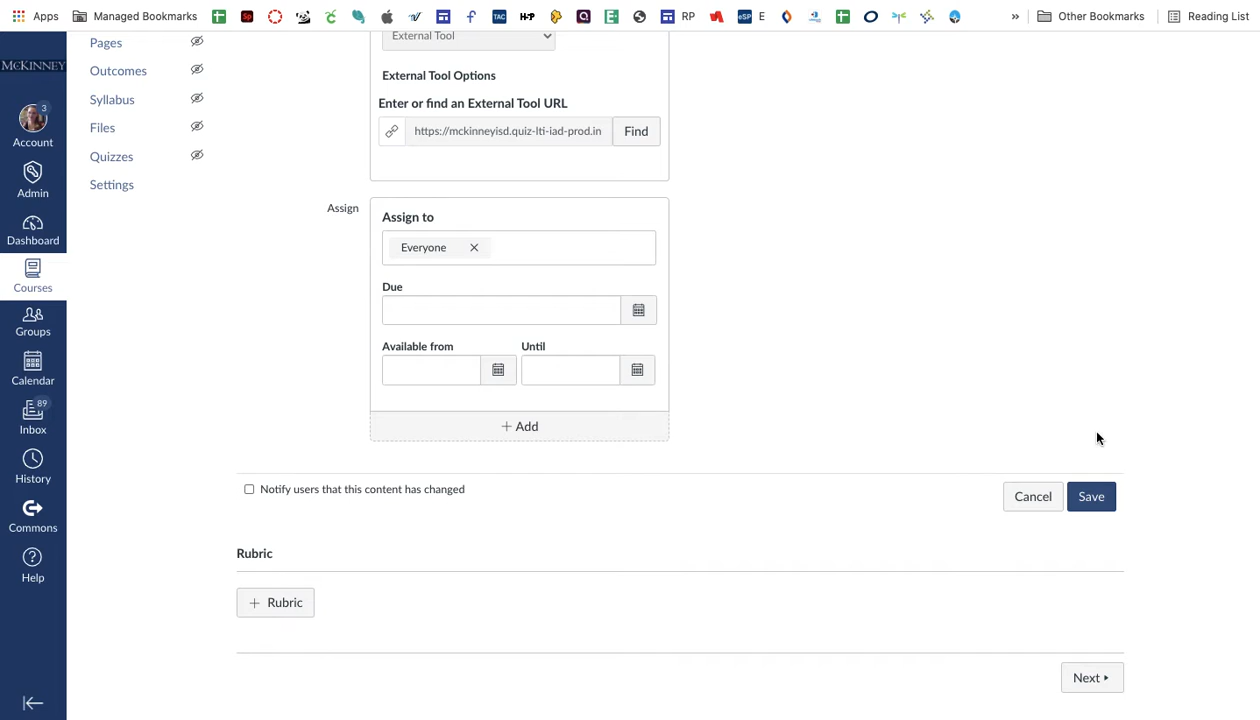 Apps
Managed Bookmarks
RP
E
»
Other Bookmarks
Reading List
MCKINNEY
3
Account
Admin
Dashboard
Courses
Groups
Calendar
89
Inbox
History
Commons
Help
Pages
Outcomes
Syllabus
Files
Quizzes
Settings
External Tool
External Tool Options
Enter or find an External Tool URL
https://mckinneyisd.quiz-lti-iad-prod.in
Find
Assign
Assign to
Everyone
Due
Available from
Until
+ Add
Notify users that this content has changed
Cancel
Save
Rubric
+ Rubric
Next